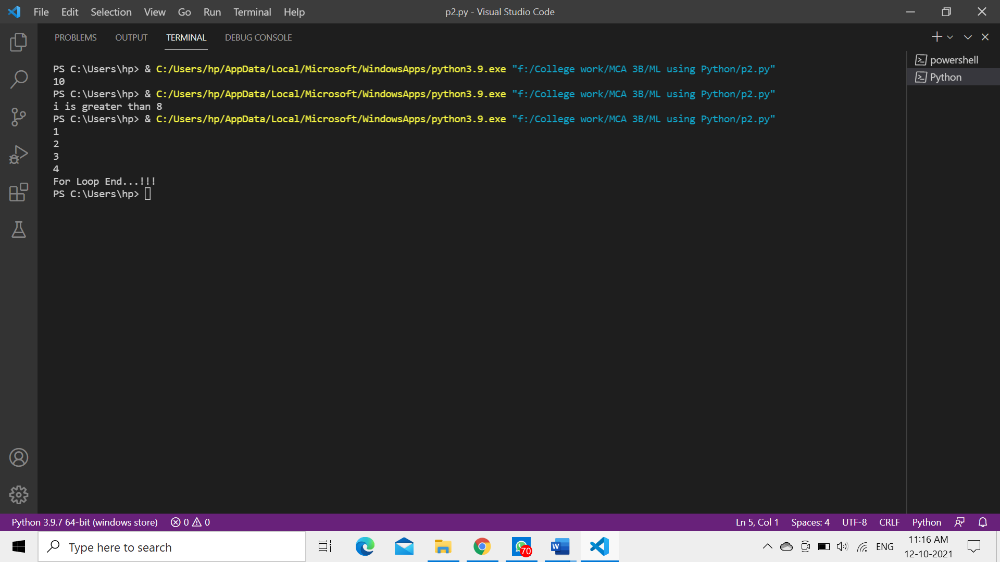 File Edit Selection View Go Run Terminal Help p2.py - Visual Studio Code
PROBLEMS OUTPUT TERMINAL DEBUG CONSOLE
PS C:\Users\hp> & C:/Users/hp/AppData/Local/Microsoft/WindowsApps/python3.9.exe "f:/College work/MCA 3B/ML using Python/p2.py"
10
PS C:\Users\hp> & C:/Users/hp/AppData/Local/Microsoft/WindowsApps/python3.9.exe "f:/College work/MCA 3B/ML using Python/p2.py"
i is greater than 8
PS C:\Users\hp> & C:/Users/hp/AppData/Local/Microsoft/WindowsApps/python3.9.exe "f:/College work/MCA 3B/ML using Python/p2.py"
1
2
3
4
For Loop End...!!!
PS C:\Users\hp>
powershell
Python
Python 3.9.7 64-bit (windows store) 0 0 Ln 5, Col 1 Spaces: 4 UTF-8 CRLF Python
Type here to search 70 W ENG
11:16 AM
12-10-2021